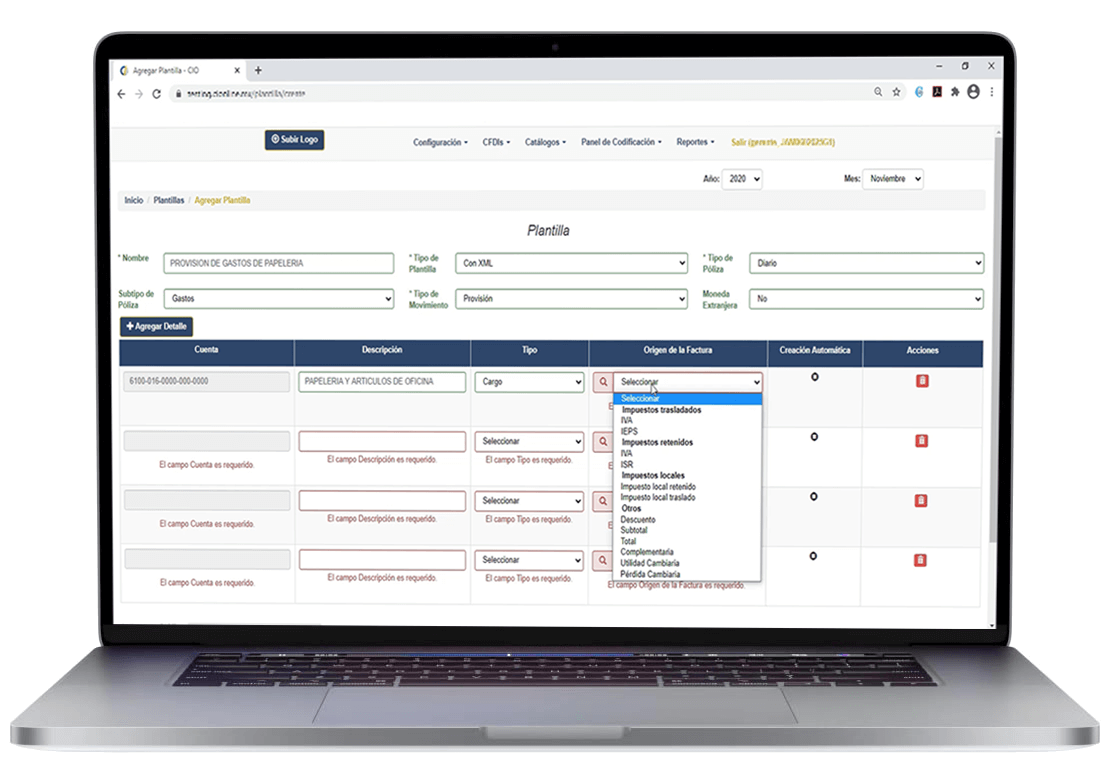 Agregar Plantilla - CIO
Subir Logo
Configuración
CFDIs
Catálogos
Panel de Codificación
Reportes
Salir
Año: 2020
Mes: Noviembre
Inicio / Plantillas / Agregar Plantilla
Plantilla
* Nombre
PROVISION DE GASTOS DE PAPELERIA
* Tipo de
Plantilla
Con XML
* Tipo de
Póliza
Diario
Subtipo de
Póliza
Gastos
* Tipo de
Movimiento
Provisión
Moneda
Extranjera
No
+ Agregar Detalle
Cuenta
Descripción
Tipo
Origen de la Factura
Creación Automática
Acciones
6100-016-0000-000-0000
PAPELERIA Y ARTICULOS DE OFICINA
Cargo
Seleccionar
Seleccionar
Impuestos trasladados
IVA
IEPS
Impuestos retenidos
IVA
ISR
Impuestos locales
Impuesto local retenido
Impuesto local traslado
Otros
Descuento
Subtotal
Total
Complementaria
Utilidad Cambiaria
Pérdida Cambiaria
Seleccionar
El campo Cuenta es requerido.
El campo Descripción es requerido.
El campo Tipo es requerido.
Seleccionar
El campo Cuenta es requerido.
El campo Descripción es requerido.
El campo Tipo es requerido.
Seleccionar
El campo Cuenta es requerido.
El campo Descripción es requerido.
El campo Tipo es requerido.
El campo Origen de la Factura es requerido.